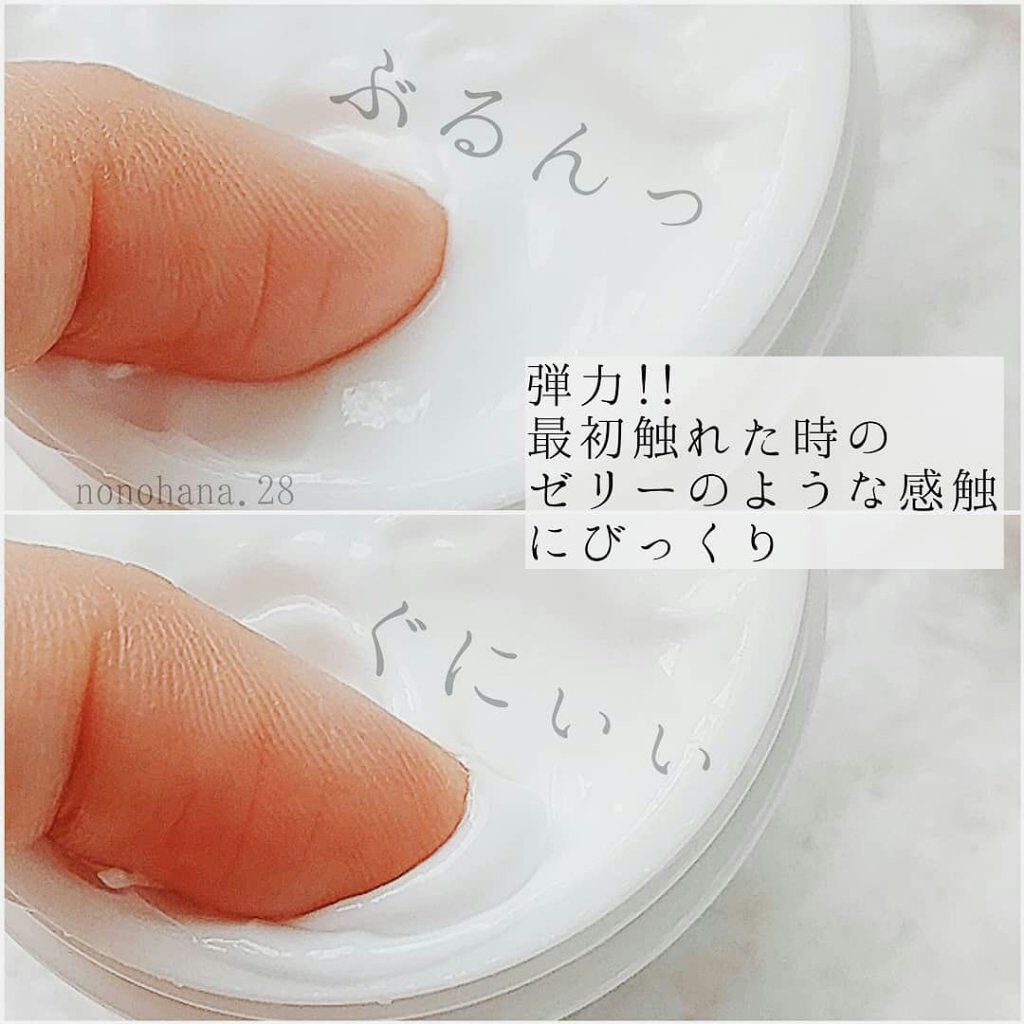 ぶるんっ
弾力!!
最初触れた時の
ゼリーのような感触
にびっくり
nonohana.28
ぐにぃぃ